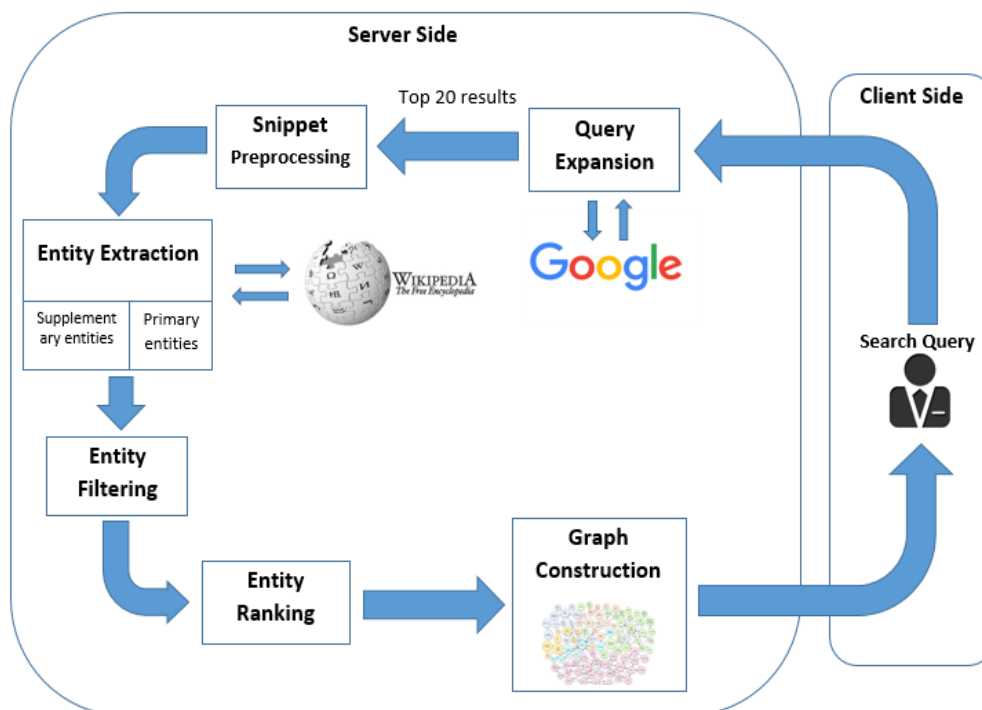 Server Side
Client Side
Top 20 results
Snippet
Preprocessing
Query
Expansion
Entity Extraction
Supplement
ary entities
Primary
entities
WIKIPEDIA
The Free Encyclopedia
Google
Search Query
Entity
Filtering
Entity
Ranking
Graph
Construction